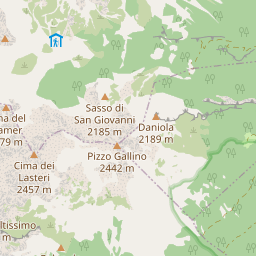 Sasso di
San Giovanni
2185 m
Daniola
2189 m
Pizzo Gallino
2442 m
Cima dei
Lasteri
2457 m